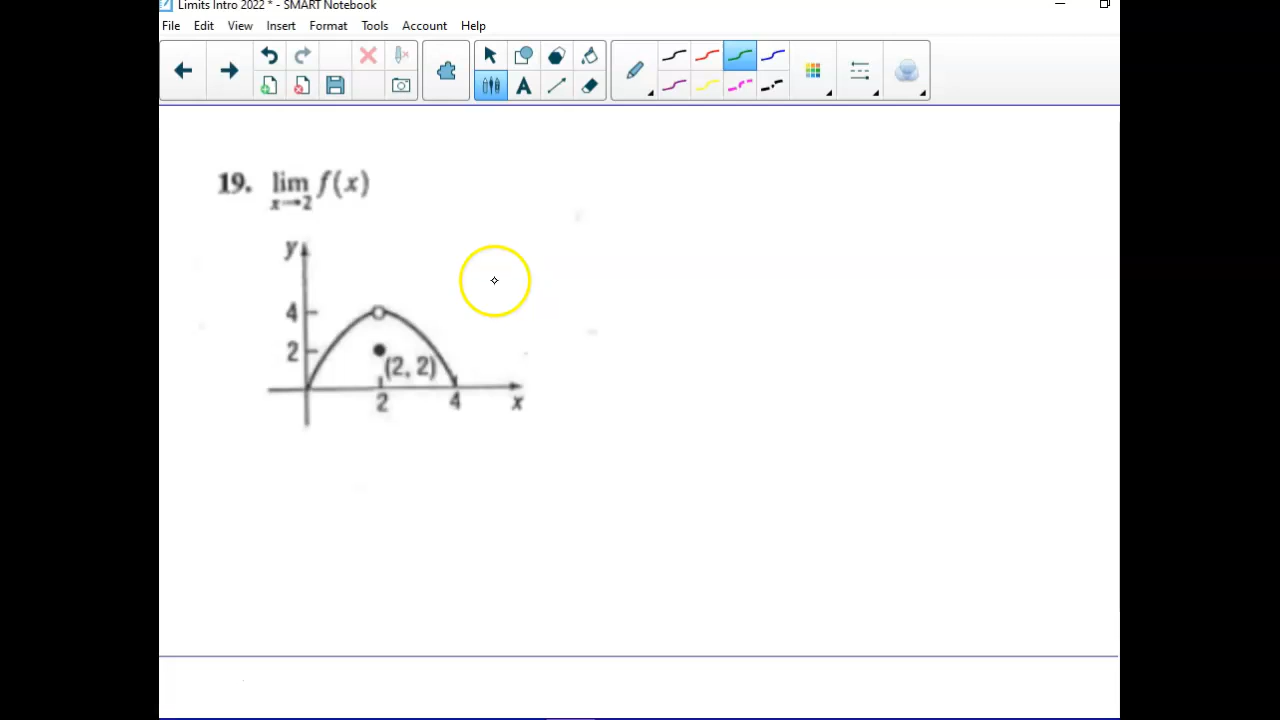 Limits Intro 2022 * - SMART Notebook
File Edit View Insert Format Tools Account Help
A
19. lim f(x)
x→2
y
4
2
(2, 2)
2 4 x